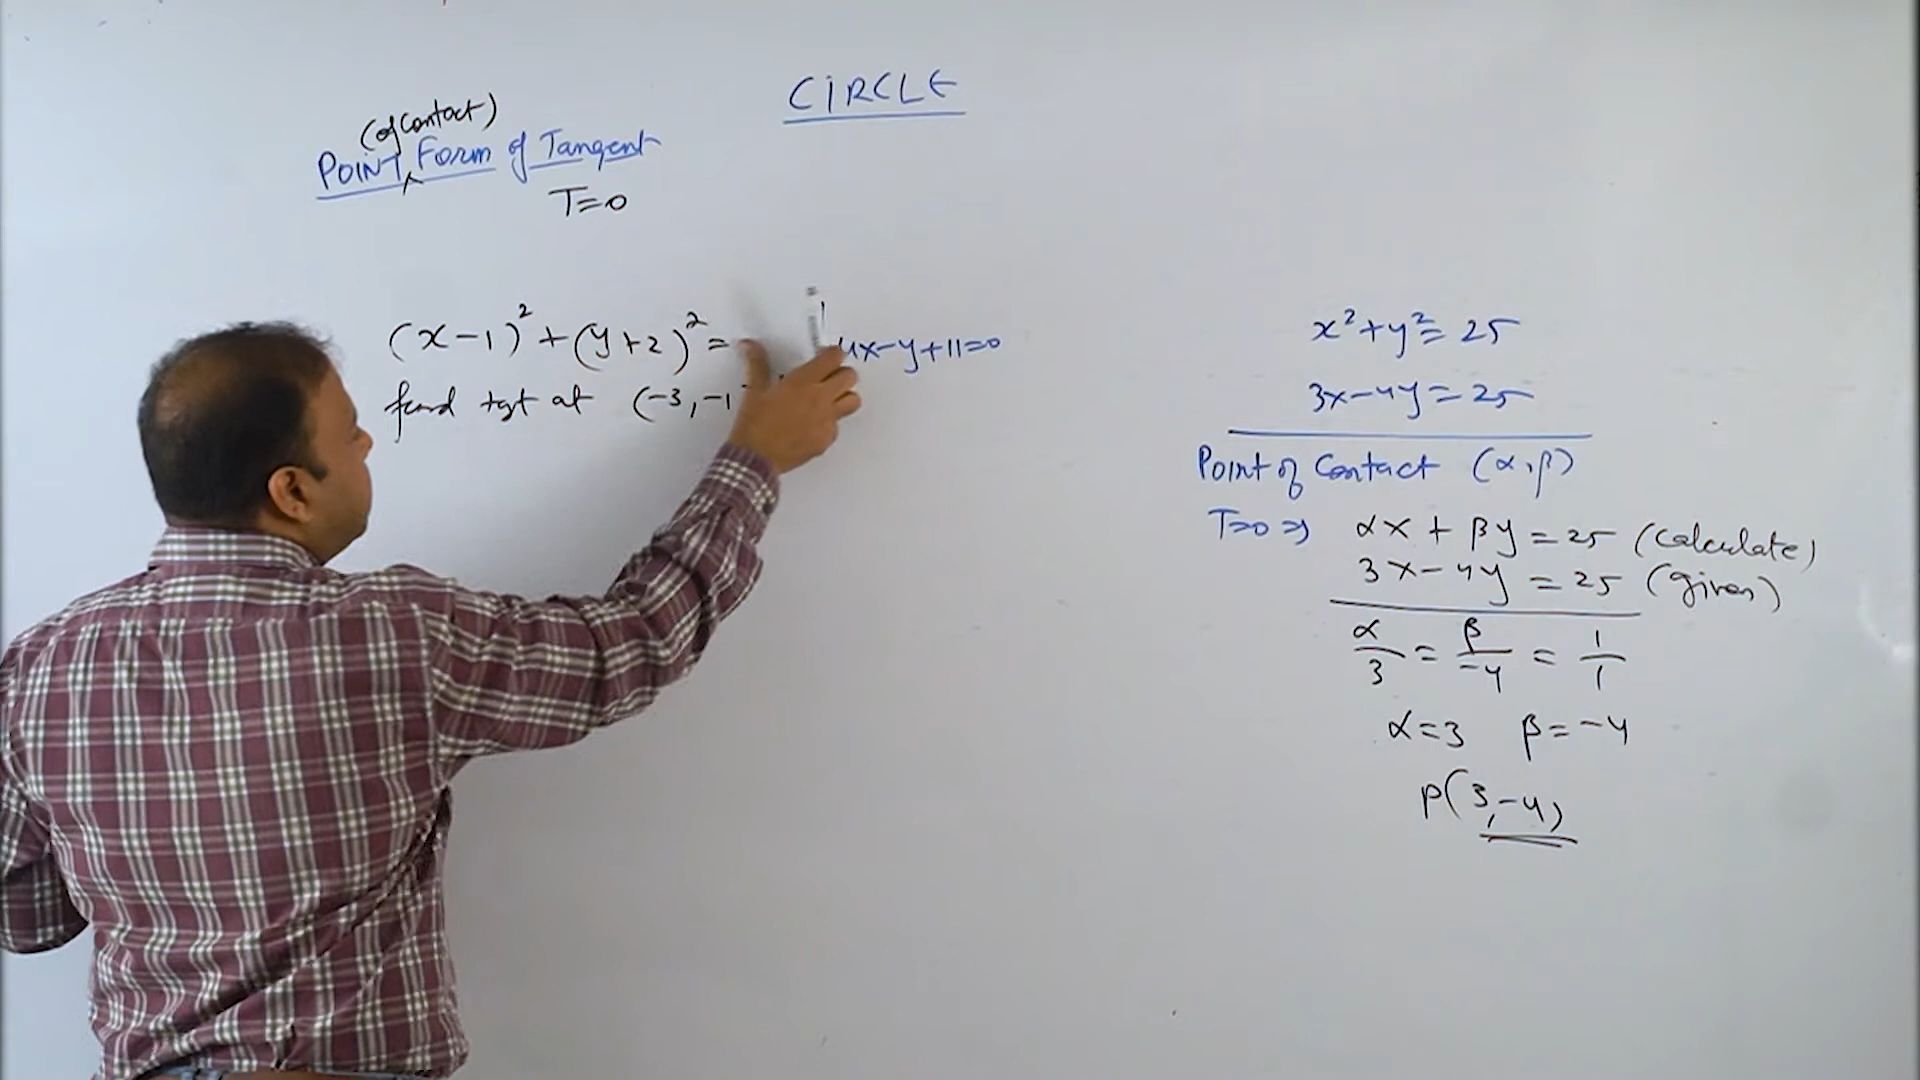 CIRCLE
(of Contact)
POINT ^ Form of Tangent
T=0
(x-1)² + (y+2)² =
4x-y+11=0
find tgt at (-3,-1
x²+y²=25
3x-4y=25
Point of Contact (α,β)
T=0 ⇒ αx + βy = 25 (Calculate)
3x-4y = 25 (given)
α/3 = β/-4 = 1/1
α=3 β=-4
P(3,-4)